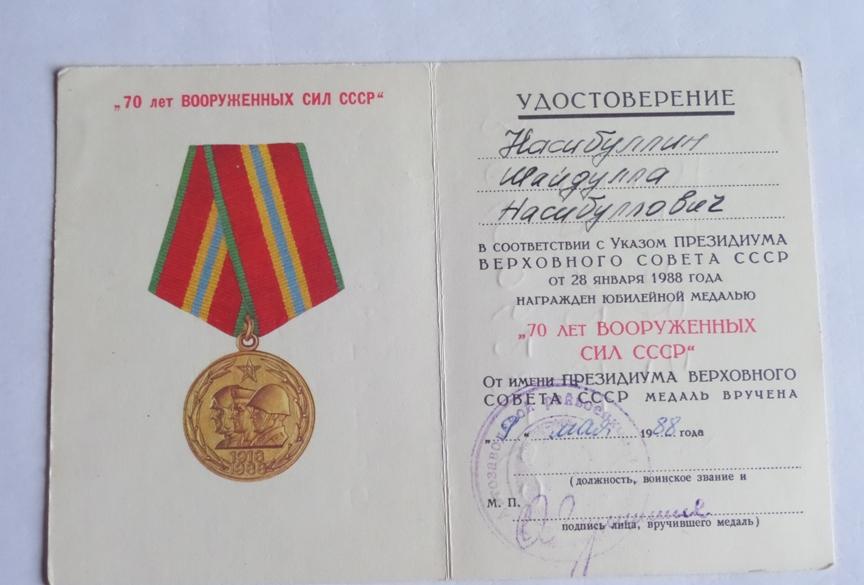 „70 лет ВООРУЖЕННЫХ СИЛ СССР“
1918
1988
УДОСТОВЕРЕНИЕ
Насибуллин
Шайдулла
Насибуллович
в соответствии с Указом ПРЕЗИДИУМА
ВЕРХОВНОГО СОВЕТА СССР
от 28 января 1988 года
награжден юбилейной медалью
„70 лет ВООРУЖЕННЫХ
СИЛ СССР“
От имени ПРЕЗИДИУМА ВЕРХОВНОГО
СОВЕТА СССР медаль вручена
„9“ мая 1988 года
(должность, воинское звание и
М. П.
подпись лица, вручившего медаль)